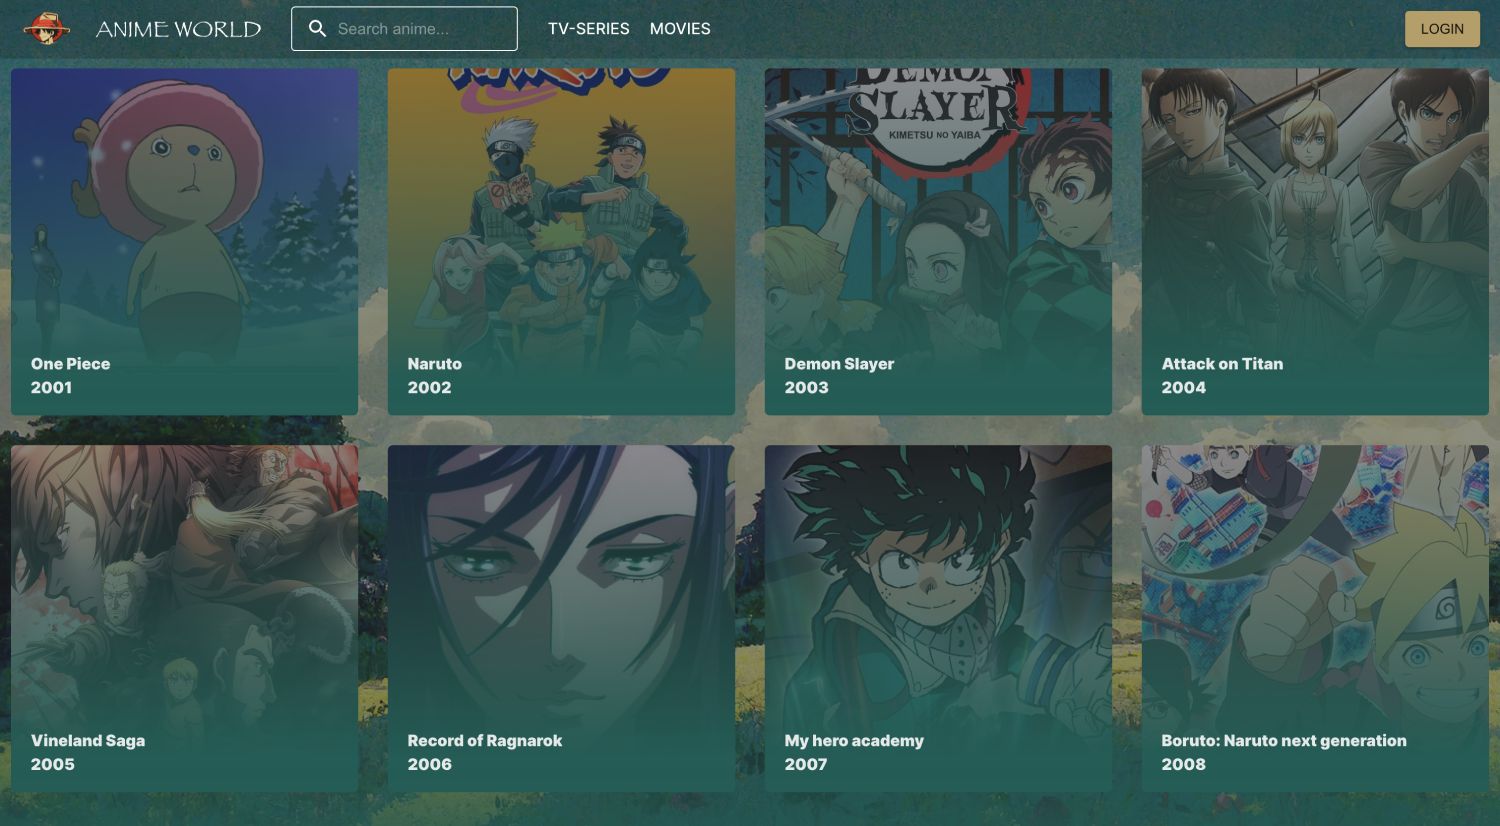 ANIME WORLD
Search anime...
TV-SERIES
MOVIES
LOGIN
NARUTO
DEMON
SLAYER
KIMETSU NO YAIBA
One Piece
2001
Naruto
2002
Demon Slayer
2003
Attack on Titan
2004
Vineland Saga
2005
Record of Ragnarok
2006
My hero academy
2007
Boruto: Naruto next generation
2008